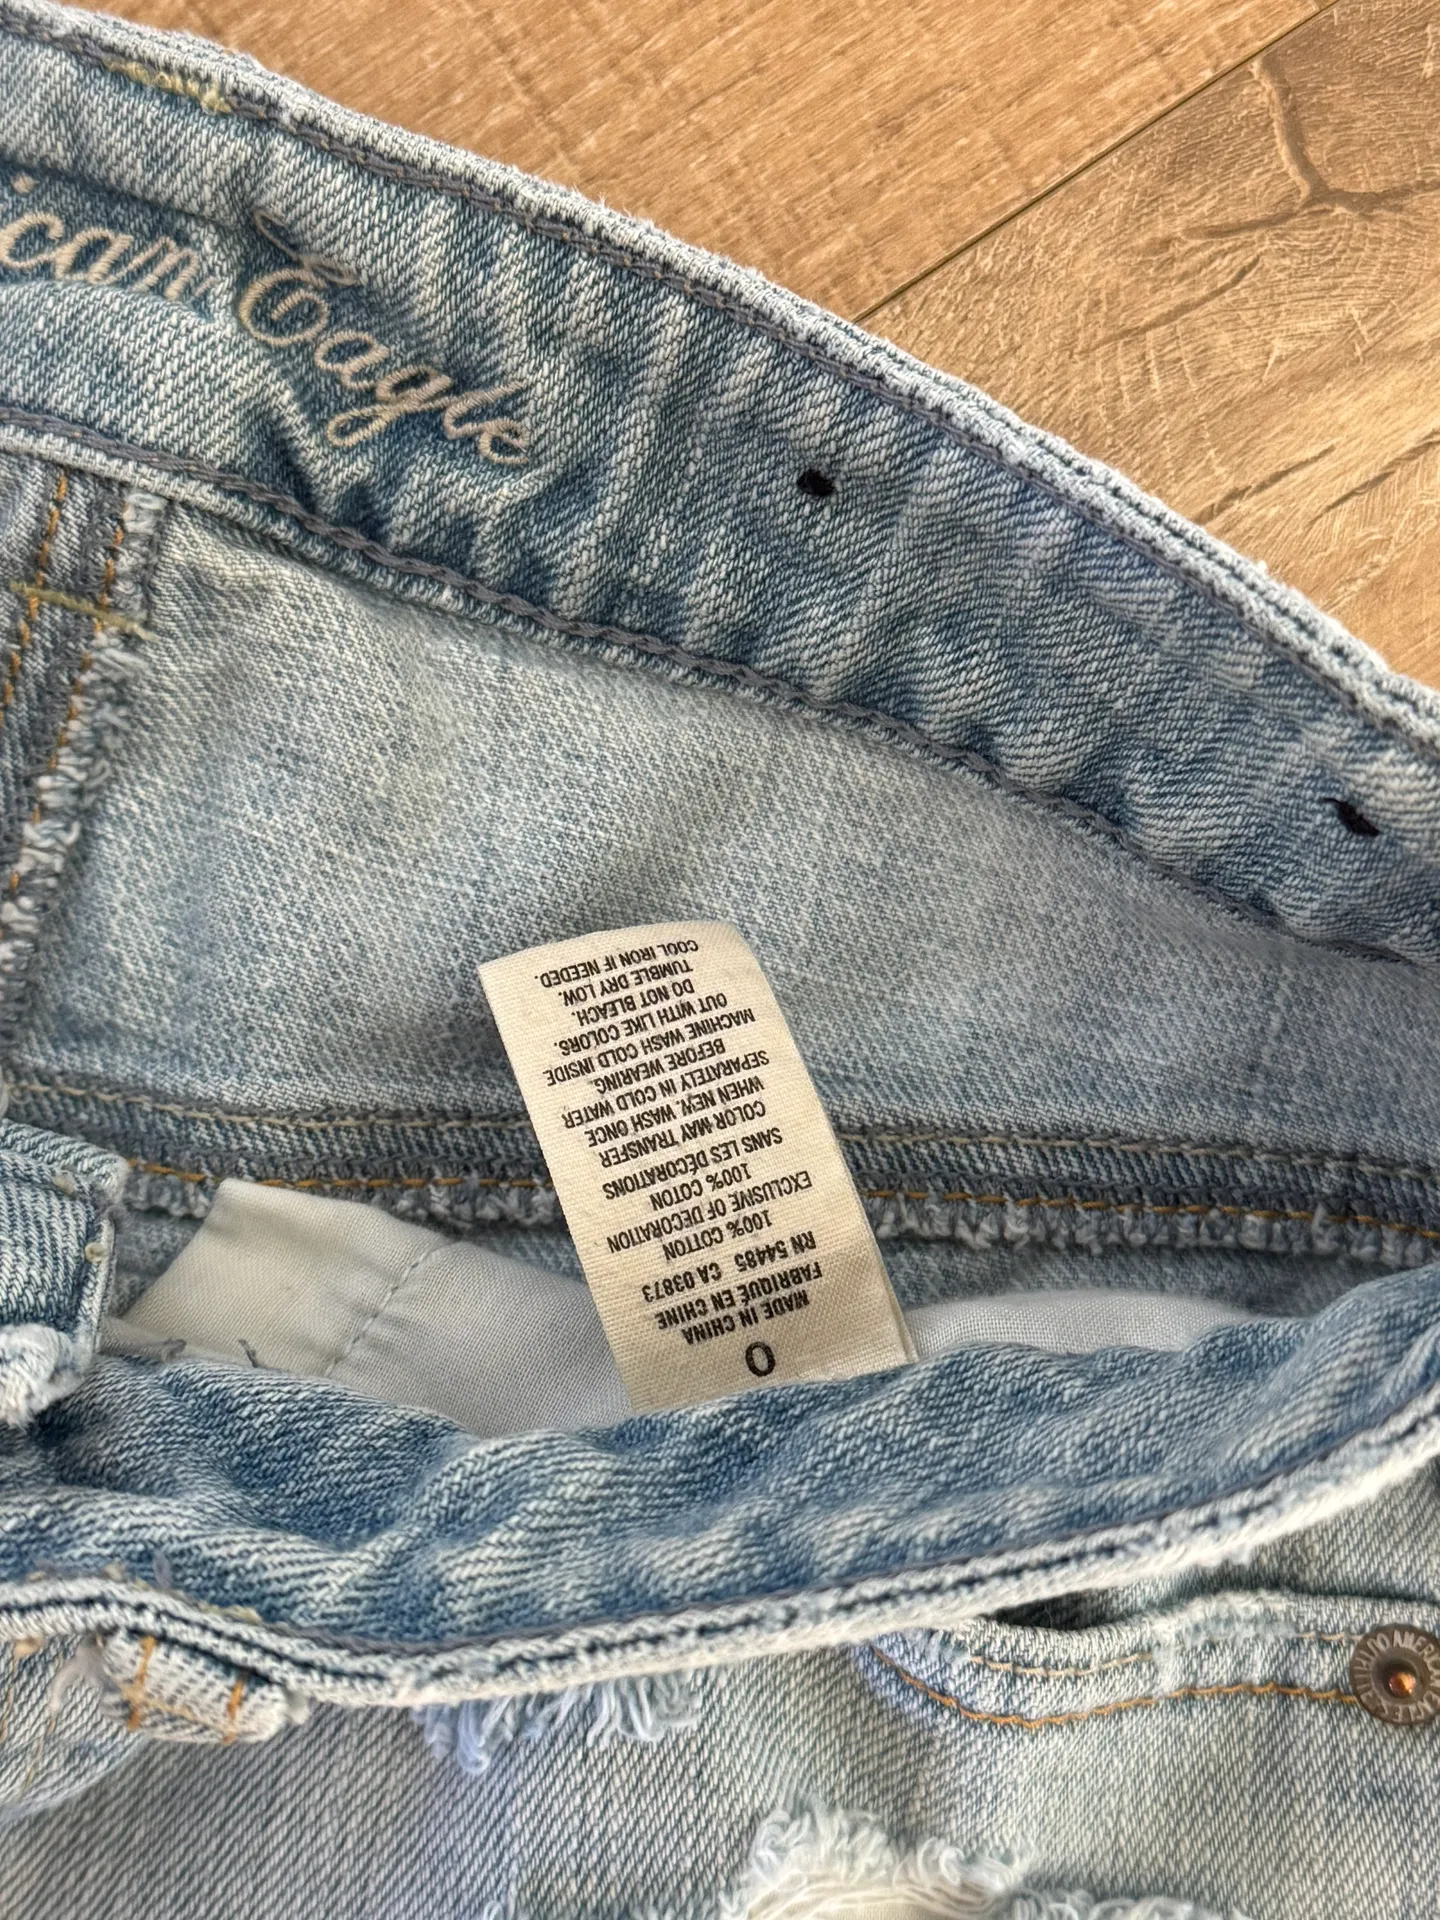 ican Eagle
0
MADE IN CHINA
FABRIQUÉ EN CHINE
RN 54485 CA 03873
100% COTTON
EXCLUSIVE OF DECORATION
100% COTON
SANS LES DÉCORATIONS
COLOR MAY TRANSFER
WHEN NEW. WASH ONCE
SEPARATELY IN COLD WATER
BEFORE WEARING.
MACHINE WASH COLD INSIDE
OUT WITH LIKE COLORS.
DO NOT BLEACH.
TUMBLE DRY LOW.
COOL IRON IF NEEDED.